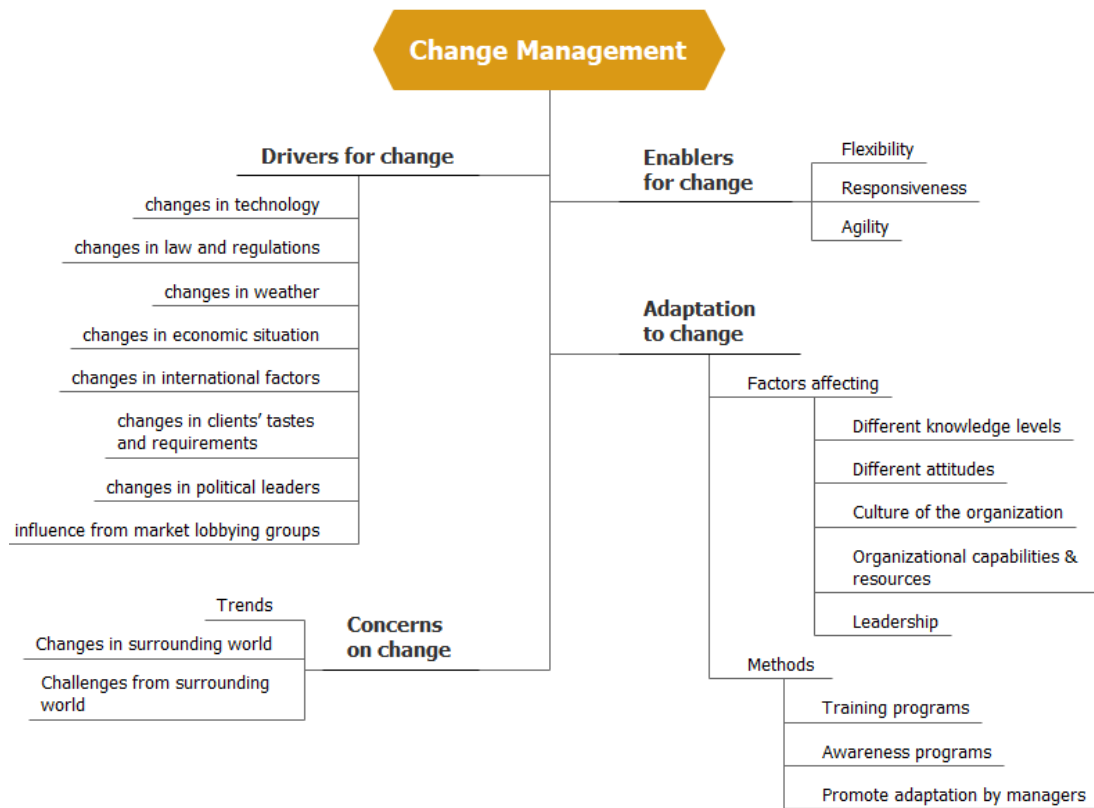 Change Management
Drivers for change
changes in technology
changes in law and regulations
changes in weather
changes in economic situation
changes in international factors
changes in clients’ tastes
and requirements
changes in political leaders
influence from market lobbying groups
Concerns
on change
Trends
Changes in surrounding world
Challenges from surrounding
world
Enablers
for change
Flexibility
Responsiveness
Agility
Adaptation
to change
Factors affecting
Different knowledge levels
Different attitudes
Culture of the organization
Organizational capabilities &
resources
Leadership
Methods
Training programs
Awareness programs
Promote adaptation by managers